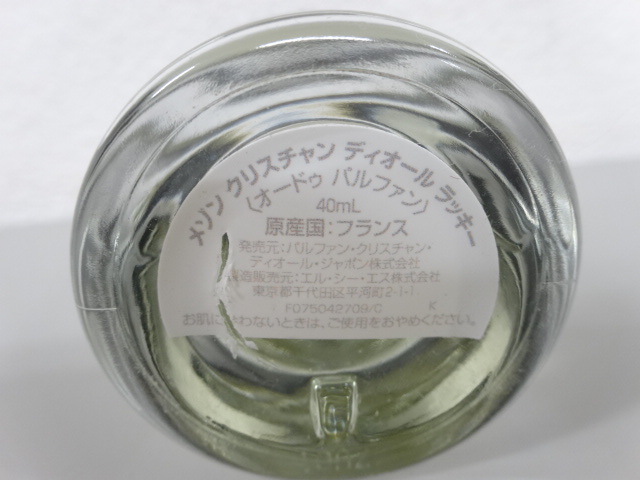 メゾン クリスチャン ディオール ラッキー
(オードゥ パルファン)
40mL
原産国:フランス
発売元:パルファン・クリスチャン・
ディオール・ジャポン株式会社
製造販売元:エル・シー・エス株式会社
東京都千代田区平河町2-1-1
FD75042709/C K
お肌に合わないときは、ご使用をおやめください。